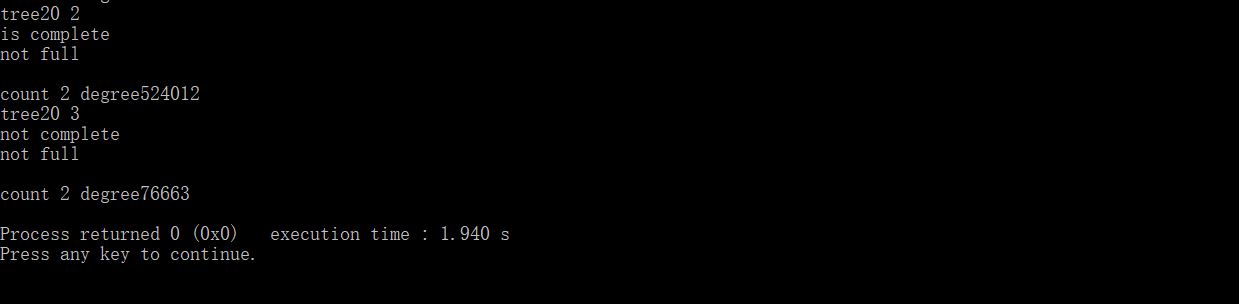 tree20 2
is complete
not full
count 2 degree524012
tree20 3
not complete
not full
count 2 degree76663
Process returned 0 (0x0)   execution time : 1.940 s
Press any key to continue.